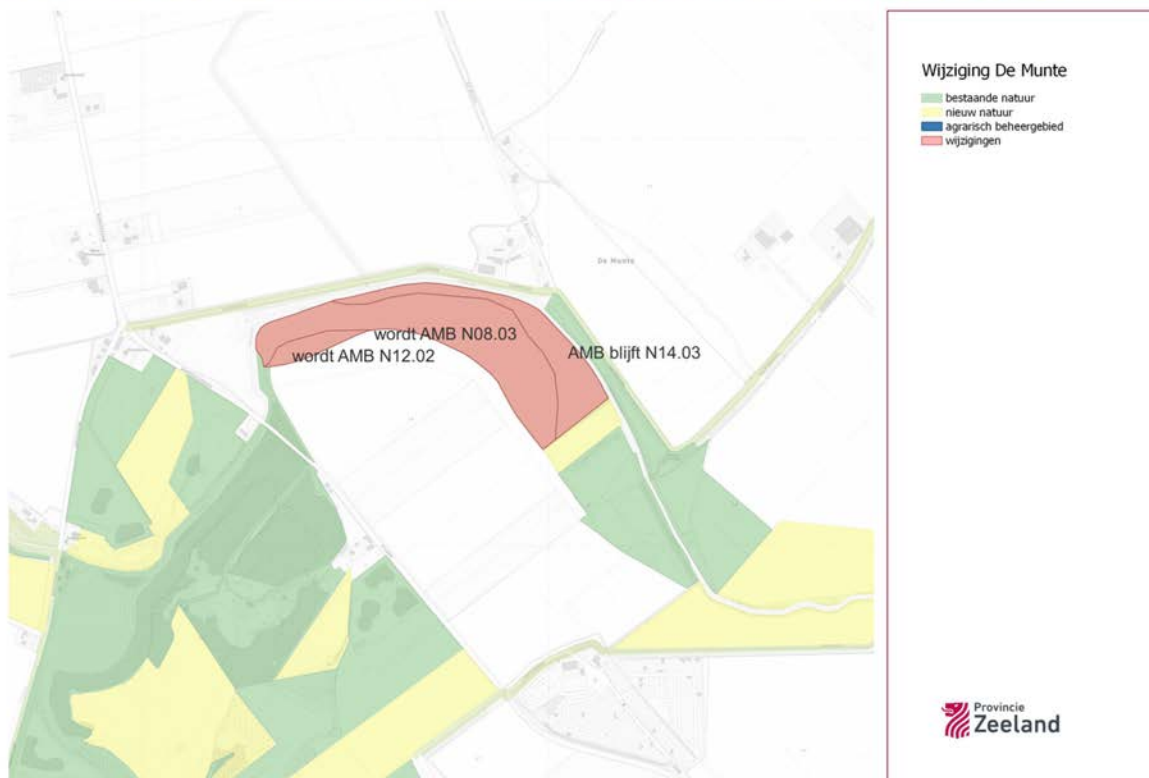 Wijziging De Munte
bestaande natuur
nieuw natuur
agrarisch beheergebied
wijzigingen
De Munte
wordt AMB N08.03
wordt AMB N12.02
AMB blijft N14.03
Provincie
Zeeland